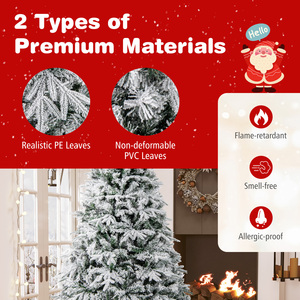 2 Types of
Premium Materials
Hello
Realistic PE Leaves
Non-deformable
PVC Leaves
Flame-retardant
Smell-free
Allergic-proof